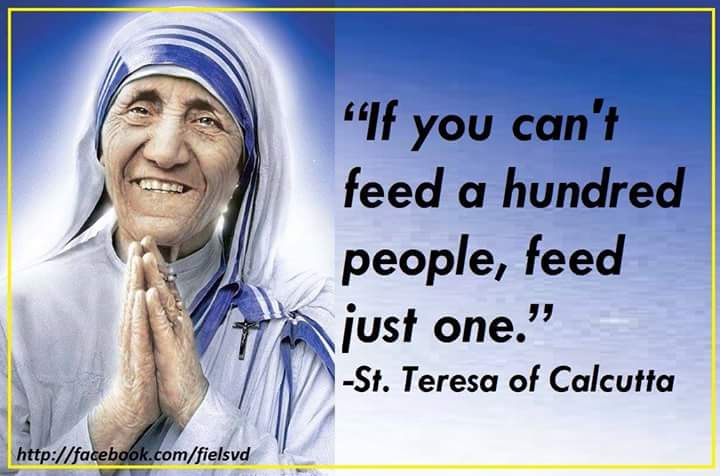 “If you can't
feed a hundred
people, feed
just one.”
-St. Teresa of Calcutta
http://facebook.com/fielsvd